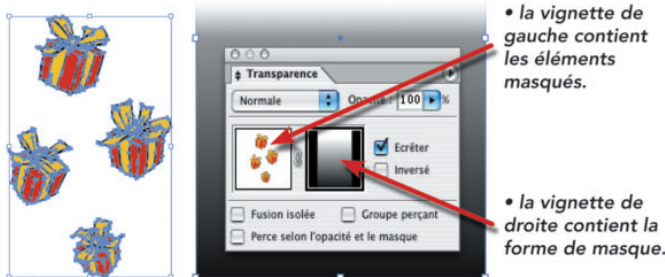 • la vignette de
gauche contient
les éléments
masqués.
Transparence
Normale
Opacité : 100 %
Ecrêter
Inversé
Fusion isolée
Groupe perçant
Perce selon l'opacité et le masque
• la vignette de
droite contient la
forme de masque.